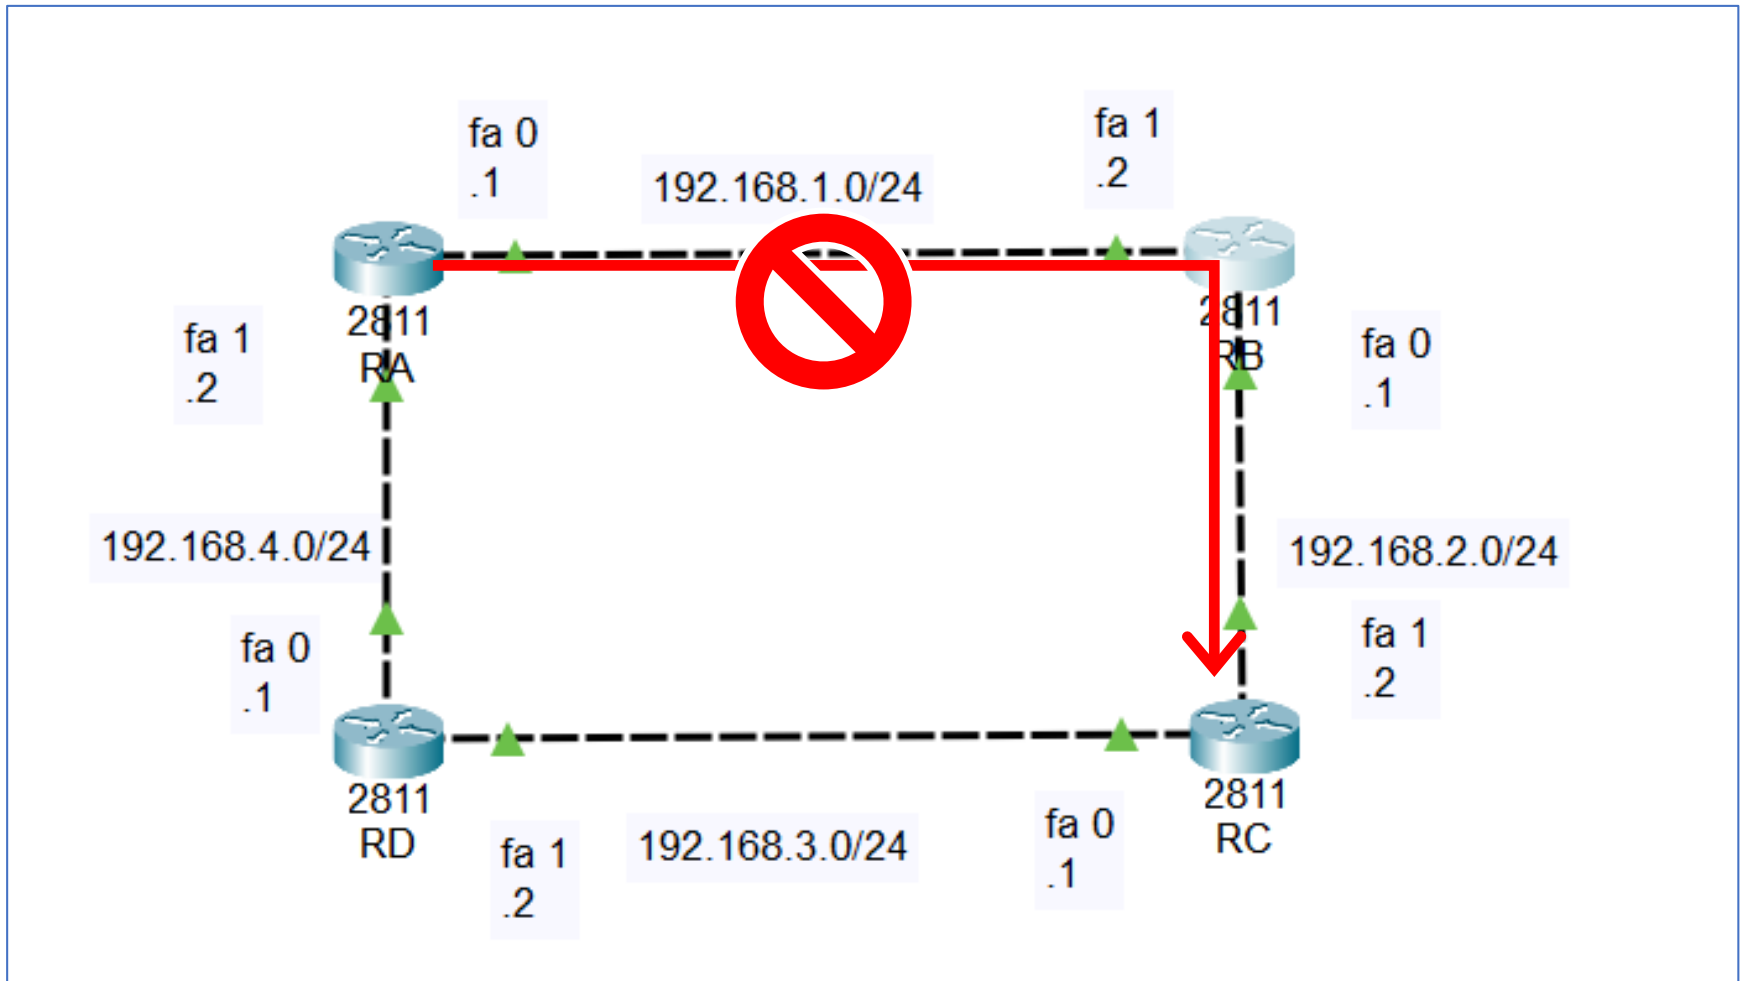 fa 0
.1
192.168.1.0/24
fa 1
.2
2811
RA
2811
RB
fa 1
.2
fa 0
.1
192.168.4.0/24
192.168.2.0/24
fa 0
.1
fa 1
.2
2811
RD
2811
RC
fa 1
.2
192.168.3.0/24
fa 0
.1